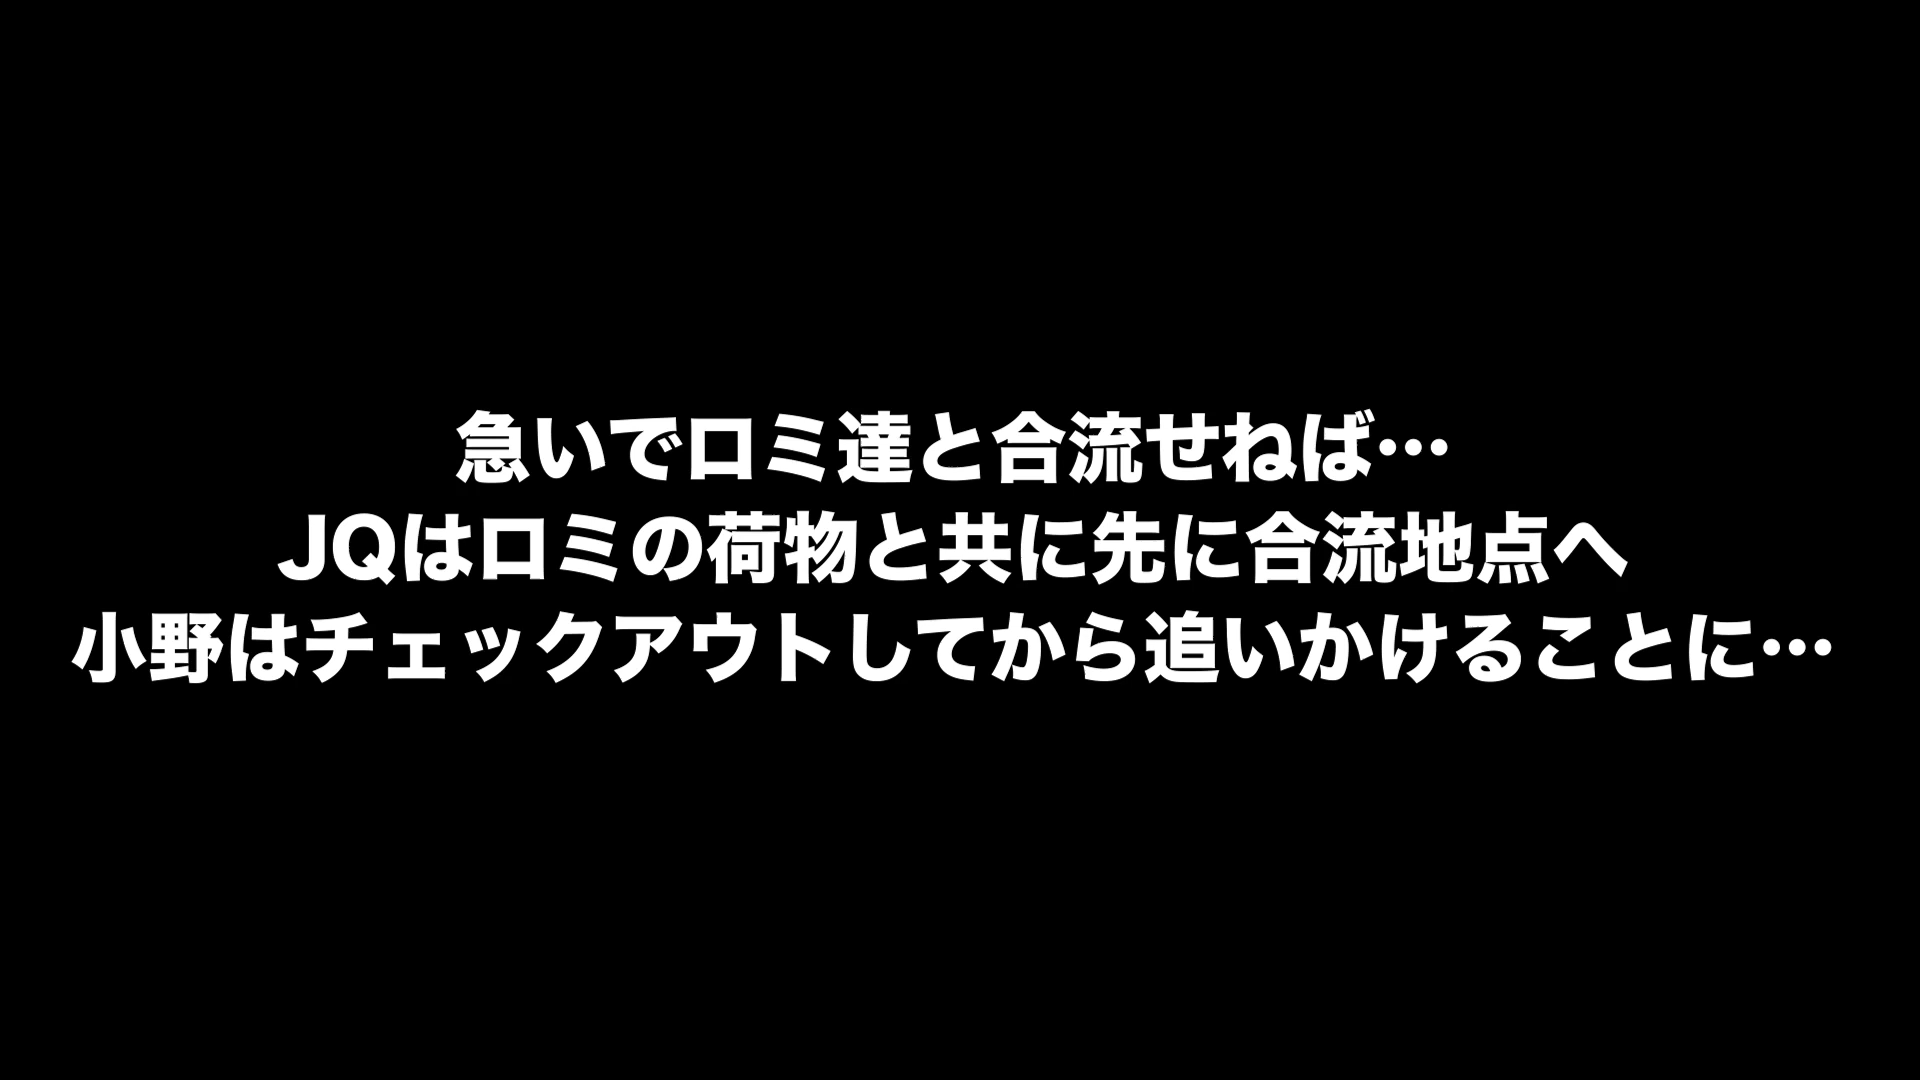 急いでロミ達と合流せねば…
JQはロミの荷物と共に先に合流地点へ
小野はチェックアウトしてから追いかけることに…